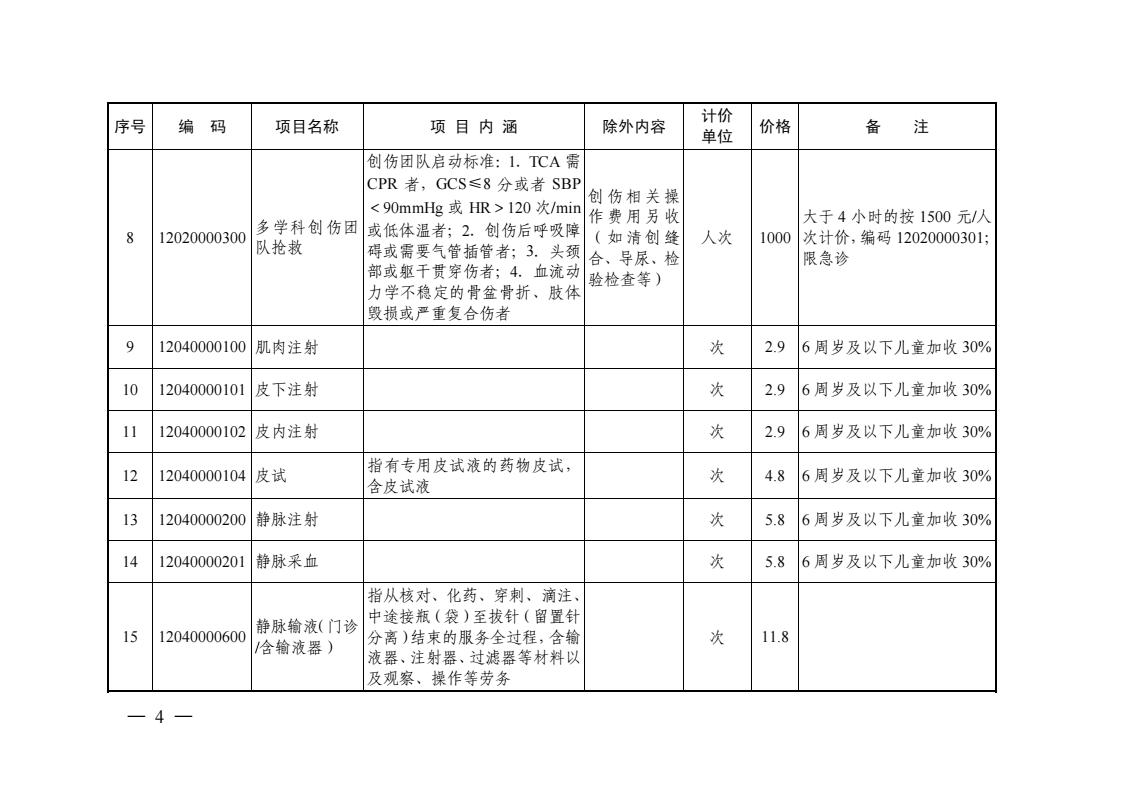 序号 编 码 项目名称 项 目 内 涵 除外内容 计价 价格 备 注
单位
8 12020000300 多学科创伤团
队抢救
创伤团队启动标准：1．TCA 需
CPR 者，GCS≤8 分或者 SBP
＜90mmHg 或 HR＞120 次/min
或低体温者；2．创伤后呼吸障
碍或需要气管插管者；3．头颈
部或躯干贯穿伤者；4．血流动
力学不稳定的骨盆骨折、肢体
毁损或严重复合伤者
创伤相关操
作费用另收
（如清创缝
合、导尿、检
验检查等）
人次 1000
大于 4 小时的按 1500 元/人
次计价，编码 12020000301；
限急诊
9 12040000100 肌肉注射 次 2.9 6 周岁及以下儿童加收 30%
10 12040000101 皮下注射 次 2.9 6 周岁及以下儿童加收 30%
11 12040000102 皮内注射 次 2.9 6 周岁及以下儿童加收 30%
12 12040000104 皮试
指有专用皮试液的药物皮试，
含皮试液
次 4.8 6 周岁及以下儿童加收 30%
13 12040000200 静脉注射 次 5.8 6 周岁及以下儿童加收 30%
14 12040000201 静脉采血 次 5.8 6 周岁及以下儿童加收 30%
15 12040000600 静脉输液（门诊
/含输液器）
指从核对、化药、穿刺、滴注、
中途接瓶（袋）至拔针（留置针
分离）结束的服务全过程，含输
液器、注射器、过滤器等材料以
及观察、操作等劳务
次 11.8
— 4 —